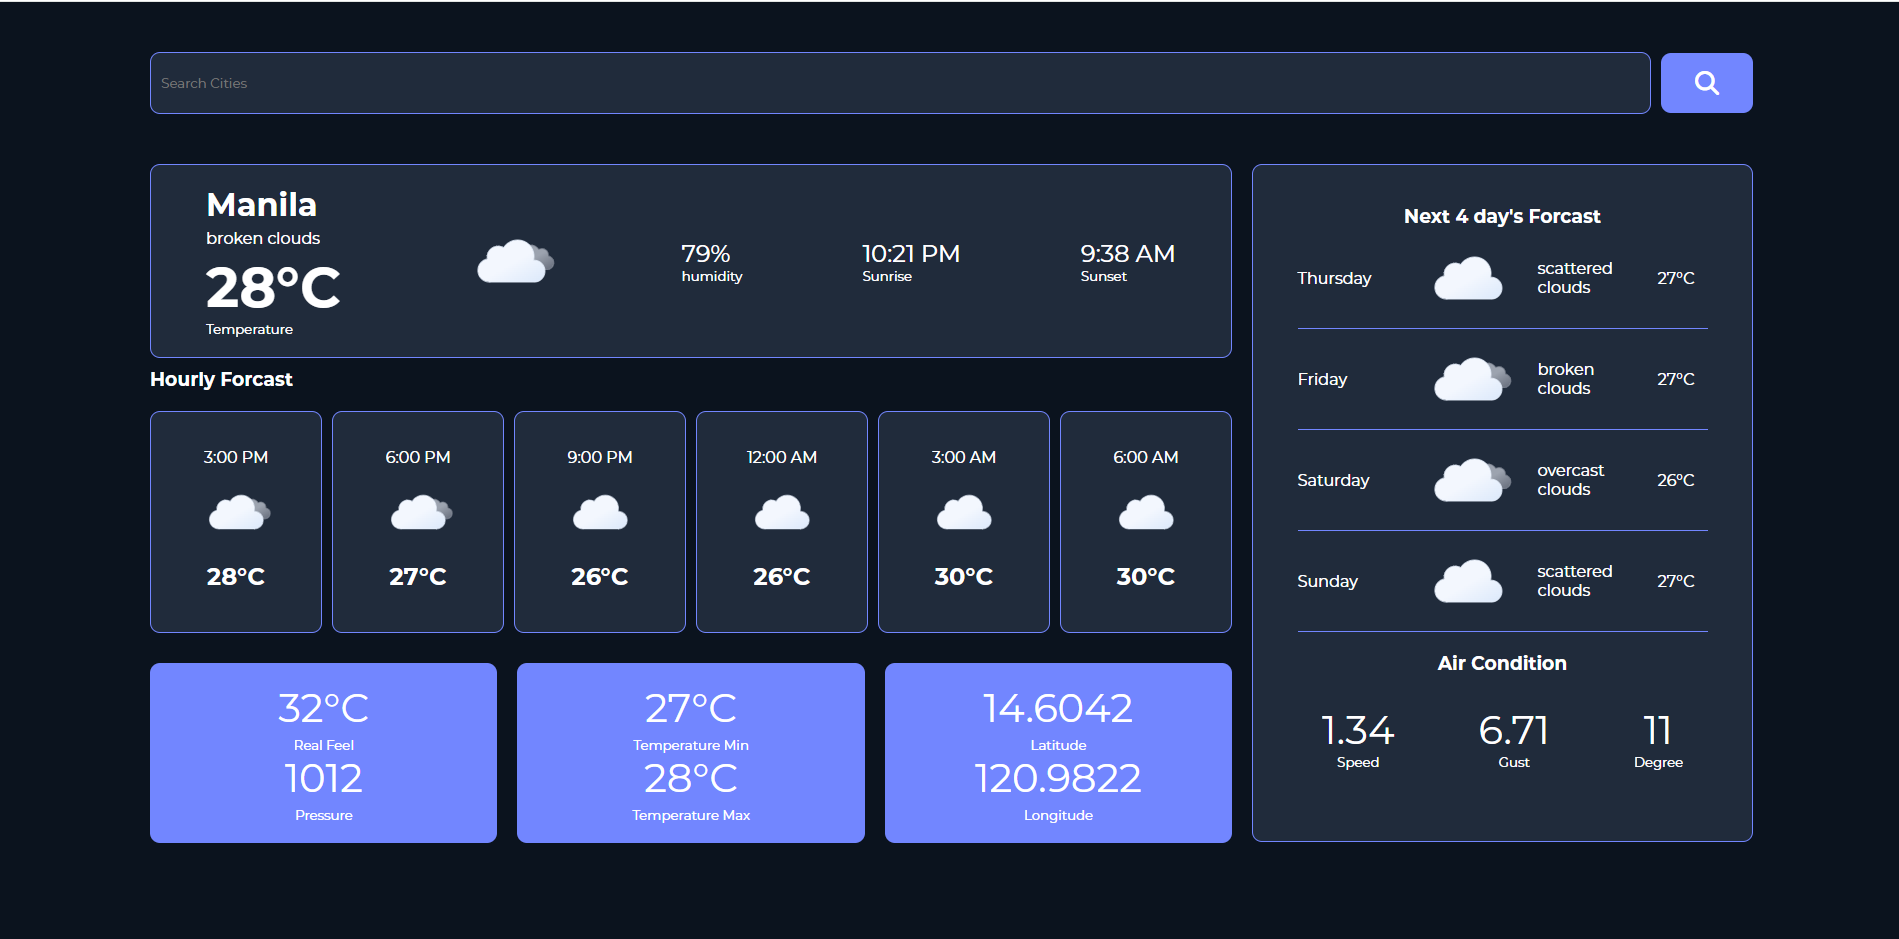 Search Cities
Manila
broken clouds
28°C
Temperature
79%
humidity
10:21 PM
Sunrise
9:38 AM
Sunset
Hourly Forcast
3:00 PM
28°C
6:00 PM
27°C
9:00 PM
26°C
12:00 AM
26°C
3:00 AM
30°C
6:00 AM
30°C
32°C
Real Feel
1012
Pressure
27°C
Temperature Min
28°C
Temperature Max
14.6042
Latitude
120.9822
Longitude
Next 4 day's Forcast
Thursday
scattered
clouds
27°C
Friday
broken
clouds
27°C
Saturday
overcast
clouds
26°C
Sunday
scattered
clouds
27°C
Air Condition
1.34
Speed
6.71
Gust
11
Degree